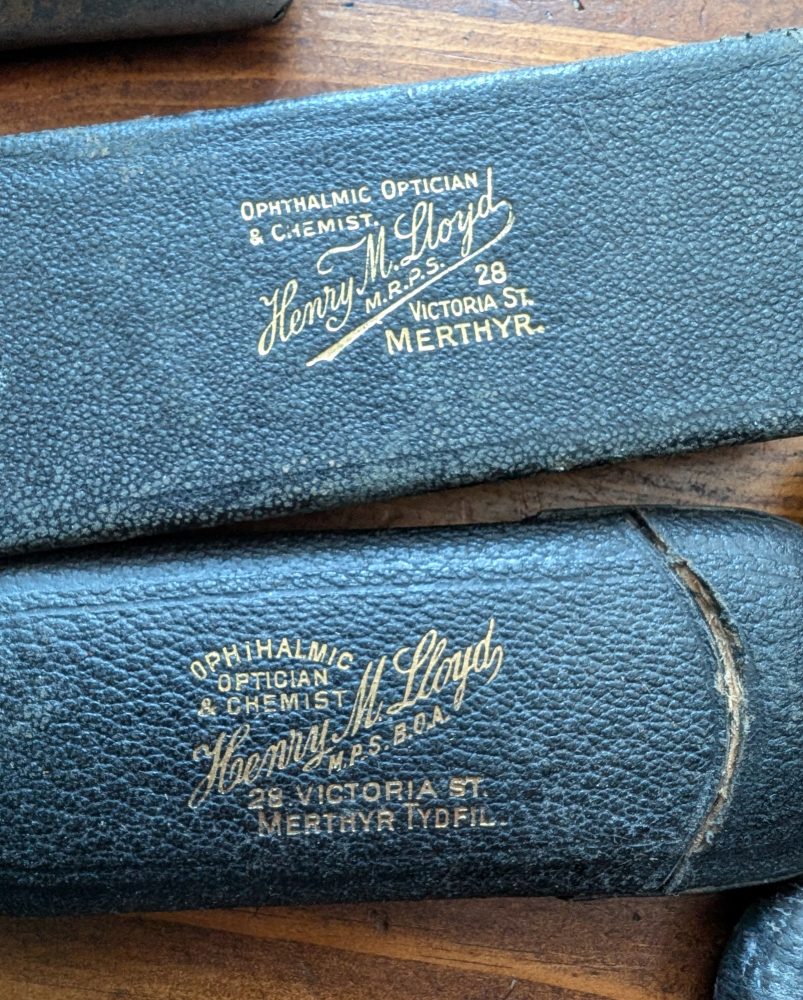 OPHTHALMIC OPTICIAN
& CHEMIST.
Henry M. Lloyd
M.R.P.S.
28
VICTORIA ST.
MERTHYR.
OPHTHALMIC
OPTICIAN
& CHEMIST
Henry M. Lloyd
M.P.S. B.O.A.
28 VICTORIA ST.
MERTHYR TYDFIL.